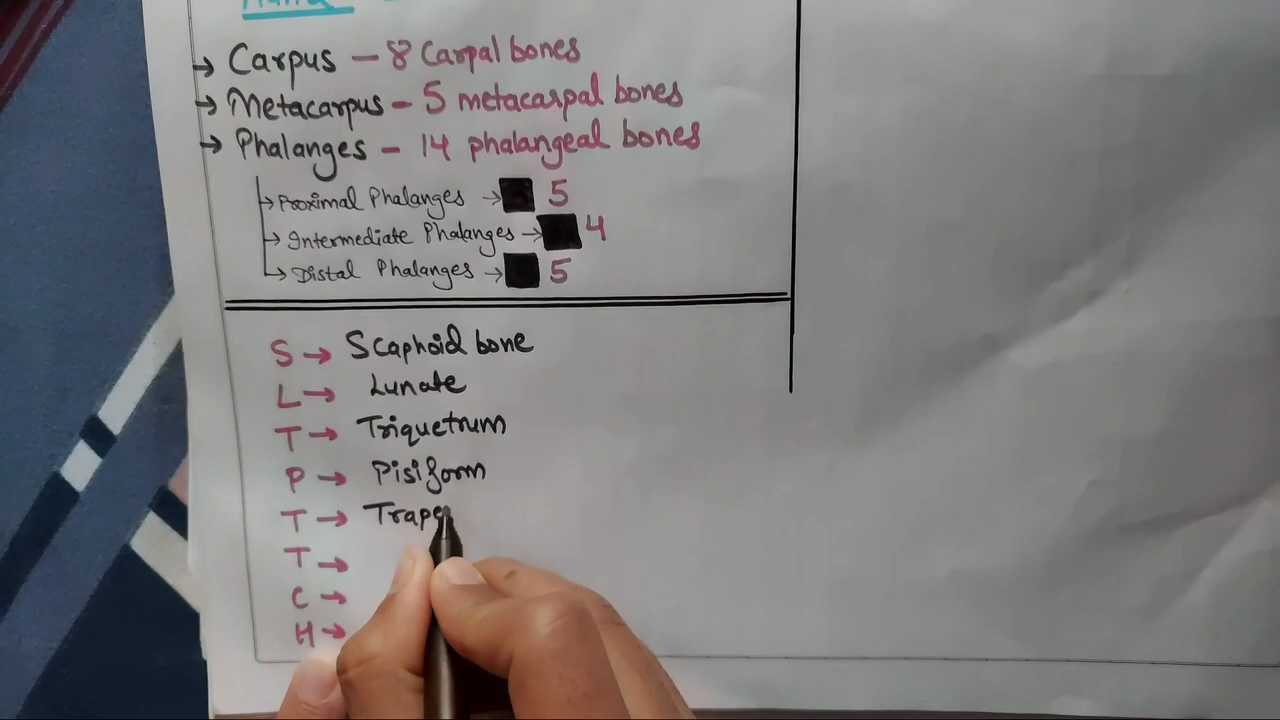 → Carpus – 8 Carpal bones
→ Metacarpus – 5 metacarpal bones
→ Phalanges – 14 phalangeal bones
→ Proximal Phalanges → 5
→ Intermediate Phalanges → 4
→ Distal Phalanges → 5
S → Scaphoid bone
L → Lunate
T → Triquetrum
P → Pisiform
T → Trape
T →
C →
H →